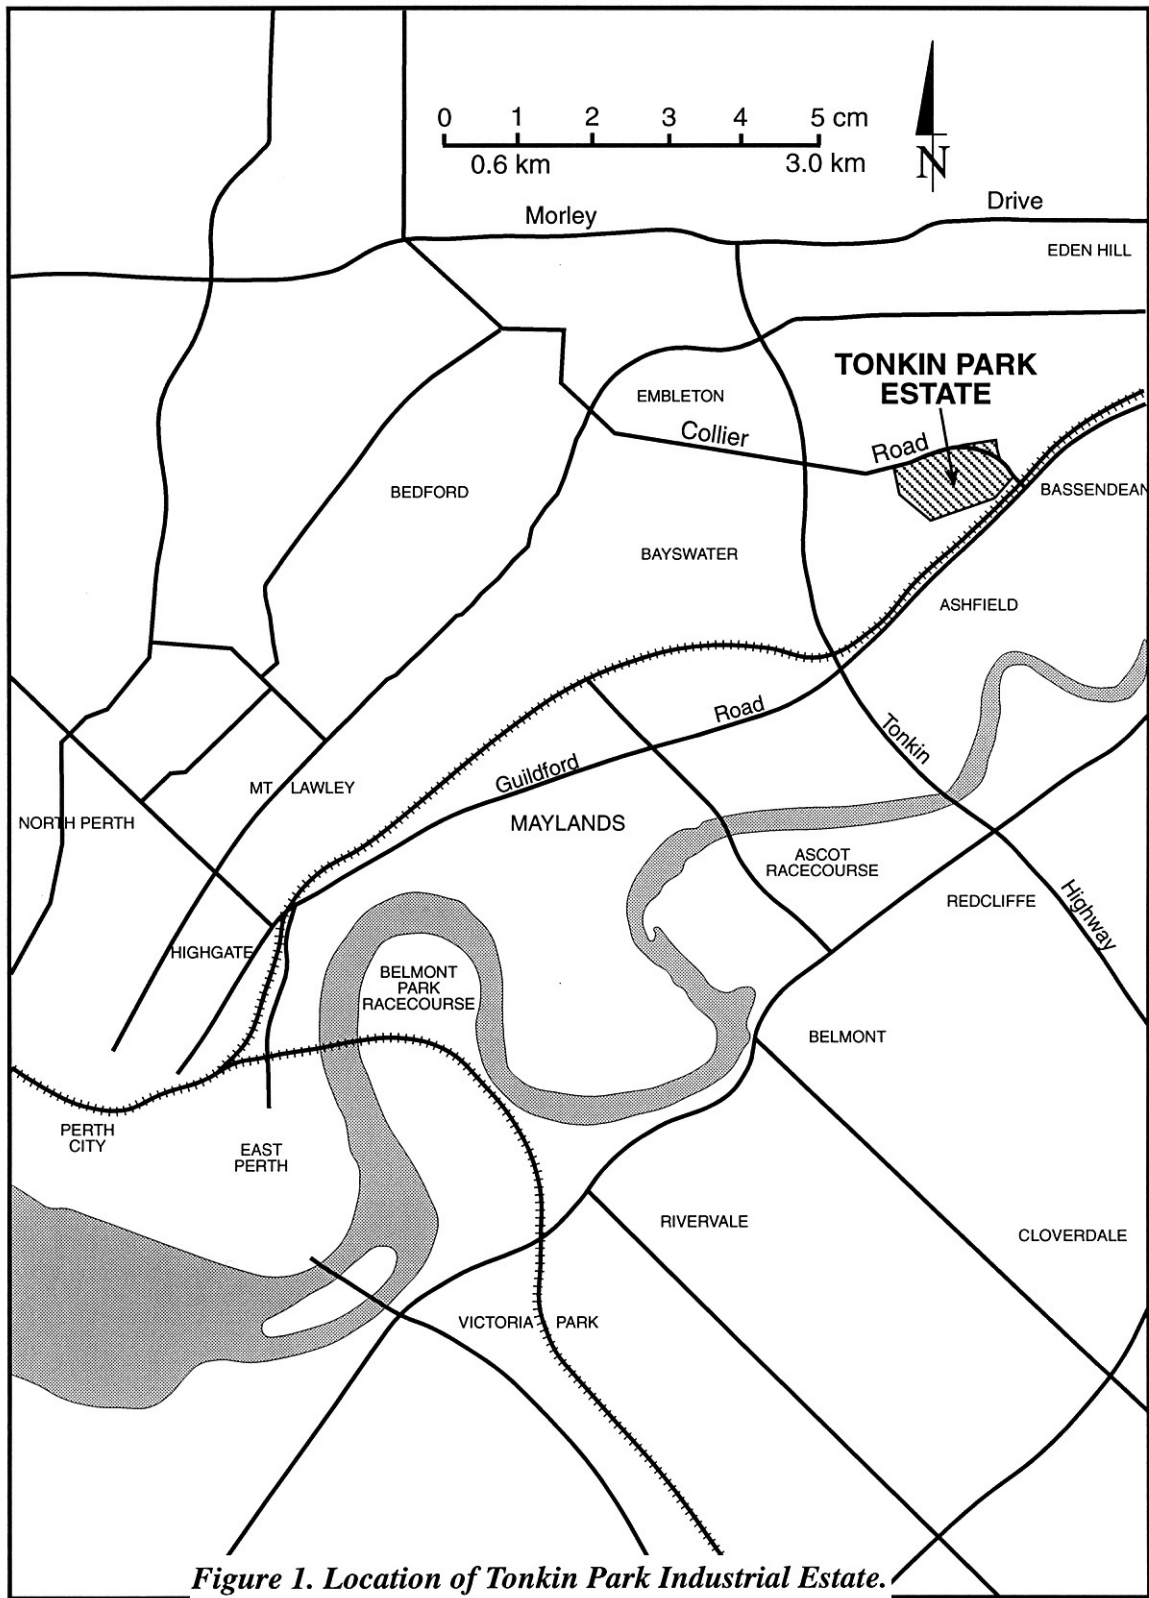 0 1 2 3 4 5 cm
0.6 km 3.0 km
N
Drive
Morley
EDEN HILL
TONKIN PARK
ESTATE
EMBLETON
Collier
Road
BEDFORD
BASSENDEAN
BAYSWATER
ASHFIELD
Road
Tonkin
Guildford
MT LAWLEY
NORTH PERTH
MAYLANDS
ASCOT
RACECOURSE
REDCLIFFE
Highway
HIGHGATE
BELMONT
PARK
RACECOURSE
BELMONT
PERTH
CITY
EAST
PERTH
RIVERVALE
CLOVERDALE
VICTORIA PARK
Figure 1. Location of Tonkin Park Industrial Estate.